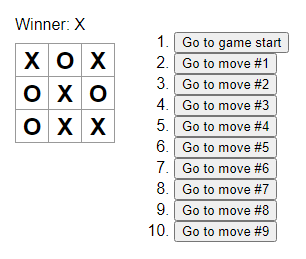 Winner: X
X O X
O X O
O X X
1. Go to game start
2. Go to move #1
3. Go to move #2
4. Go to move #3
5. Go to move #4
6. Go to move #5
7. Go to move #6
8. Go to move #7
9. Go to move #8
10. Go to move #9